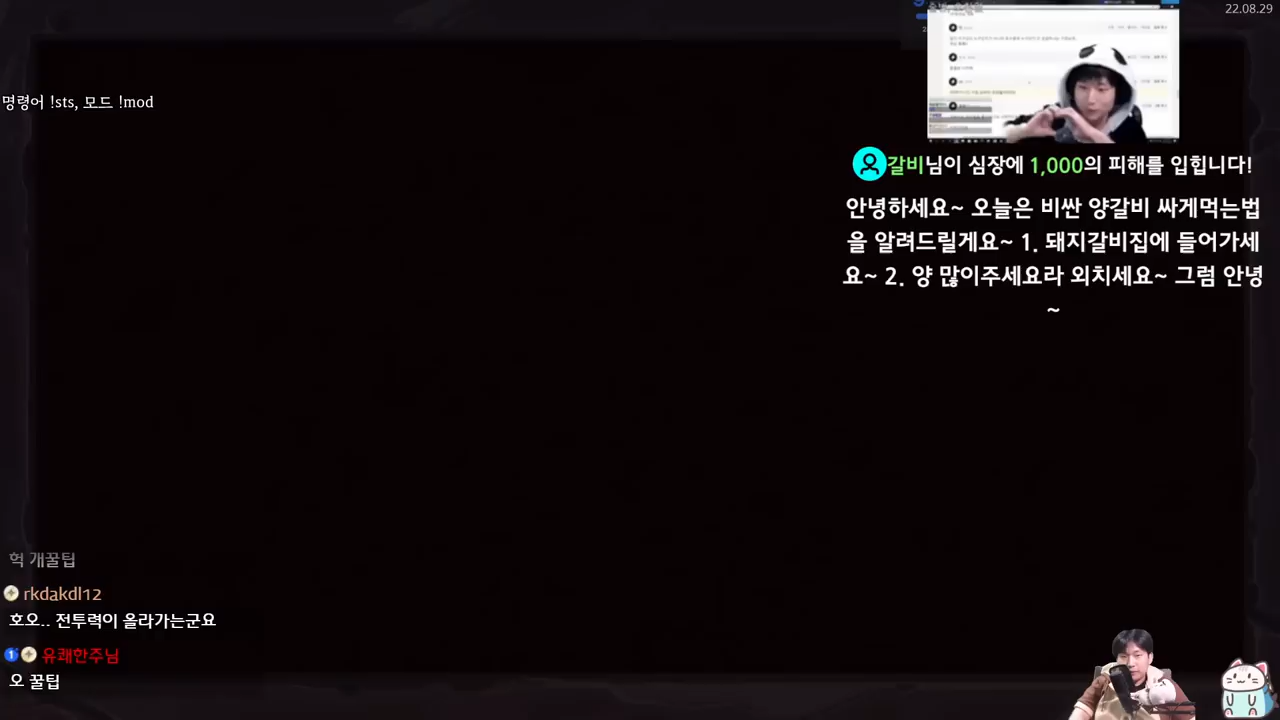 22.08.29
명령어 !sts, 모드 !mod
갈비님이 심장에 1,000의 피해를 입힙니다!
안녕하세요~ 오늘은 비싼 양갈비 싸게먹는법
을 알려드릴게요~ 1. 돼지갈비집에 들어가세
요~ 2. 양 많이주세요라 외치세요~ 그럼 안녕
~
헉 개꿀팁
rkdakdl12
호오.. 전투력이 올라가는군요
1 유쾌한주님
오 꿀팁